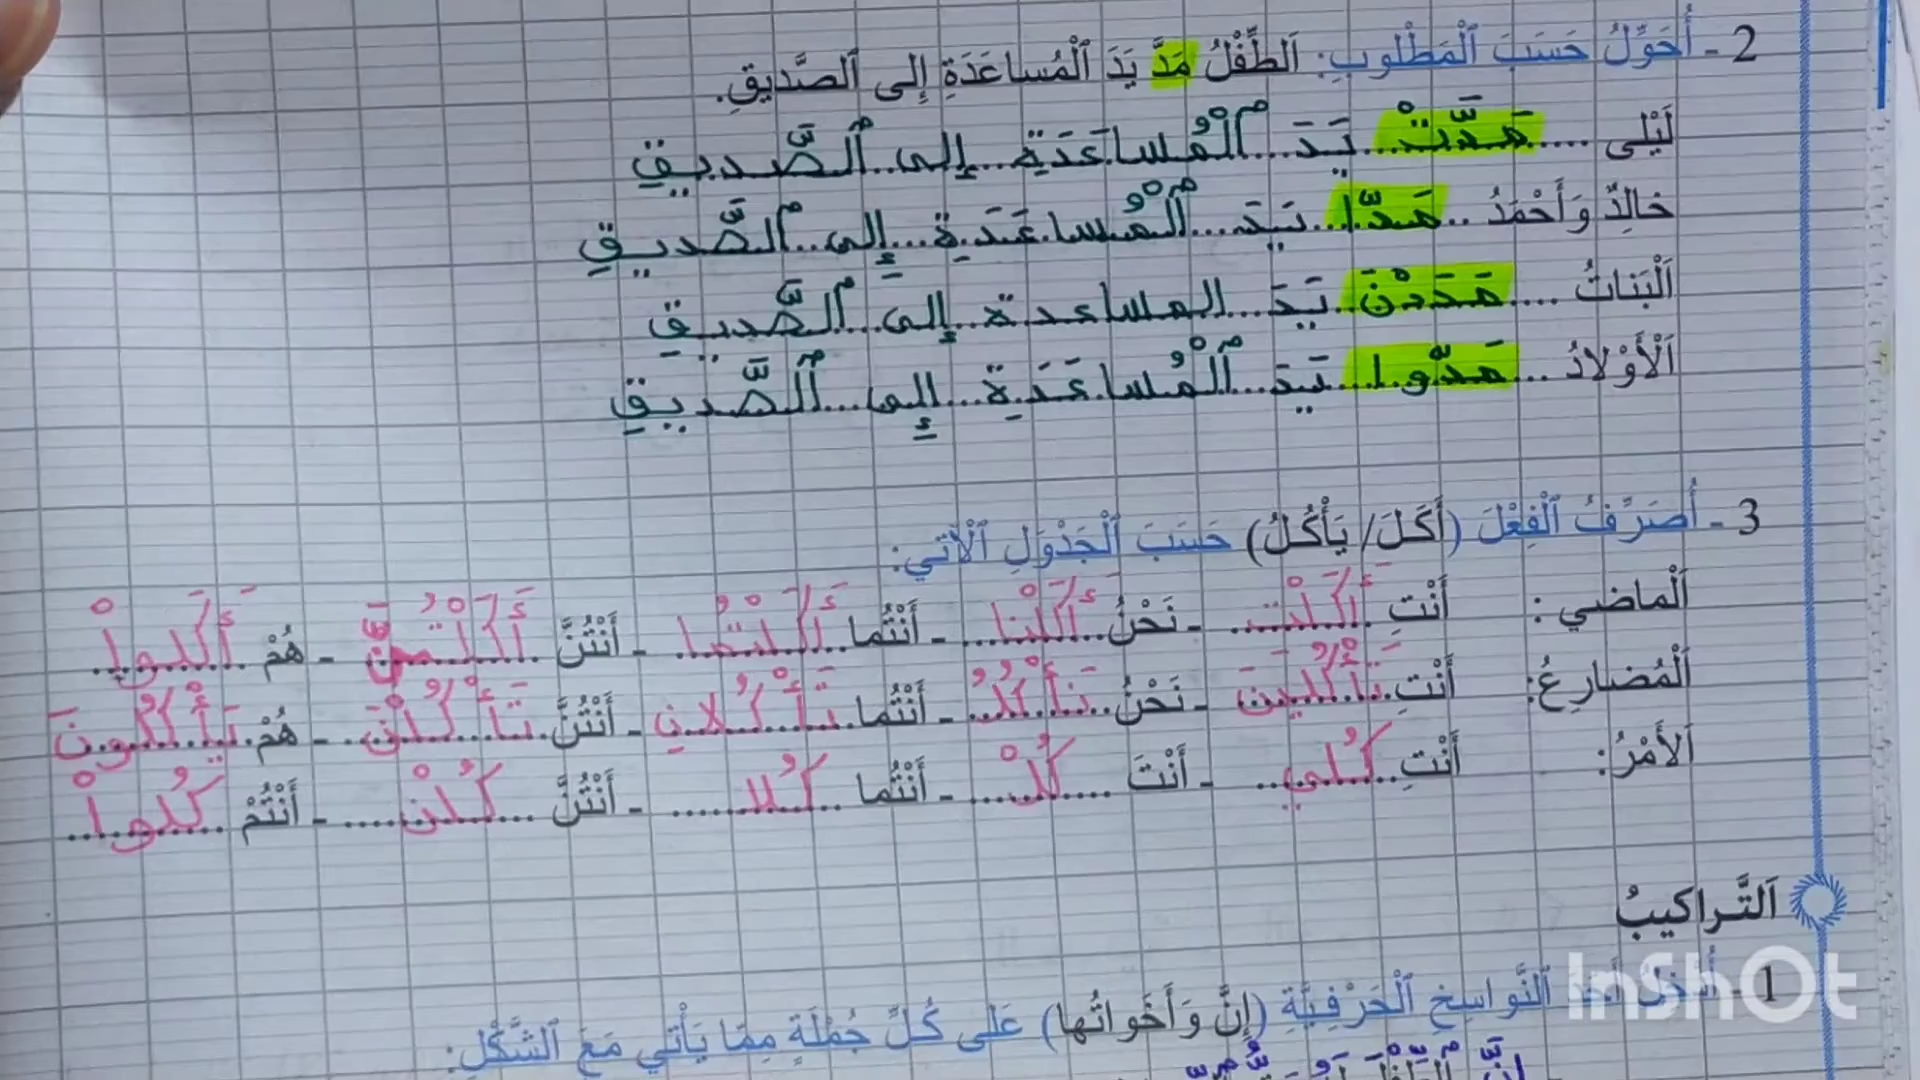 2 - أُحَوِّلُ حَسَبَ ٱلْمَطْلوبِ: اَلطِّفْلُ مَدَّ يَدَ ٱلْمُساعَدَةِ إِلى ٱلصَّديقِ.
لَيْلى .... مَدَّتْ يَدَ ٱلْمُساعَدَةِ إِلى ٱلصَّديقِ
خالِدٌ وَأَحْمَدُ .. مَدّا يَدَ ٱلْمُساعَدَةِ إِلى ٱلصَّديقِ
اَلْبَناتُ .... مَدَدْنَ يَدَ المساعدة إِلى ٱلصَّديقِ
اَلْأَوْلادُ ... مَدّوا يَدَ ٱلْمُساعَدَةِ إِلى ٱلصَّديقِ
3 - أُصَرِّفُ ٱلْفِعْلَ (أَكَلَ/ يَأْكُلُ) حَسَبَ ٱلْجَدْوَلِ ٱلْآتي:
اَلْماضي: أَنْتِ أَكَلْتِ - نَحْنُ أَكَلْنا - أَنْتُما أَكَلْتُما - أَنْتُنَّ أَكَلْتُنَّ - هُمْ أَكَلواْ
اَلْمُضارِعُ: أَنْتِ تَأْكُلينَ - نَحْنُ نَأْكُلُ - أَنْتُما تَأْكُلانِ - أَنْتُنَّ تَأْكُلْنَ - هُمْ يَأْكُلونَ
اَلأَمْرُ: أَنْتِ كُلي - أَنْتَ كُلْ - أَنْتُما كُلا - أَنْتُنَّ كُلْنَ - أَنْتُمْ كُلواْ
اَلتَّراكيبُ
1 ٱلنَّواسِخِ ٱلْحَرْفِيَّةِ (إِنَّ وَأَخَواتُها) عَلى كُلِّ جُمْلَةٍ مِمّا يَأْتي مَعَ ٱلشَّكْلِ:
InShOt